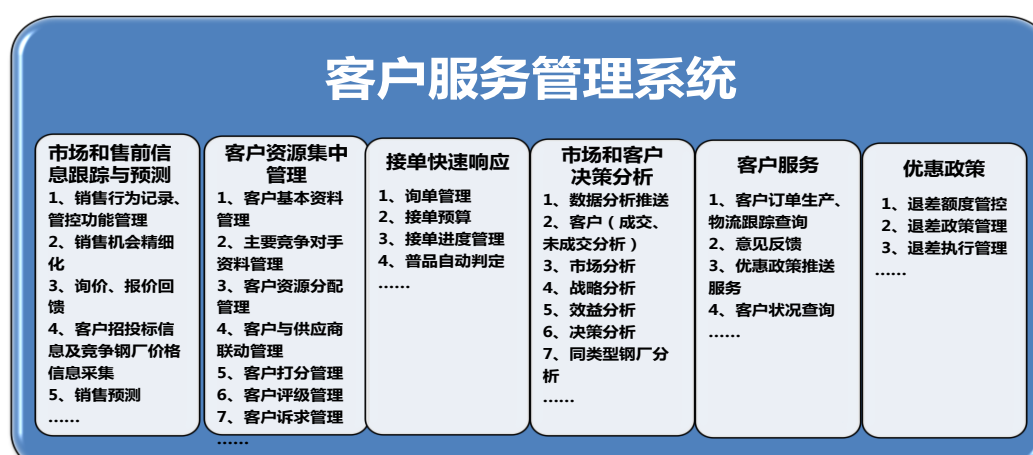 客户服务管理系统
市场和售前信
息跟踪与预测
1、销售行为记录、
管控功能管理
2、销售机会精细
化
3、询价、报价回
馈
4、客户招投标信
息及竞争钢厂价格
信息采集
5、销售预测
……
客户资源集中
管理
1、客户基本资料
管理
2、主要竞争对手
资料管理
3、客户资源分配
管理
4、客户与供应商
联动管理
5、客户打分管理
6、客户评级管理
7、客户诉求管理
……
接单快速响应
1、询单管理
2、接单预算
3、接单进度管理
4、普品自动判定
……
市场和客户
决策分析
1、数据分析推送
2、客户（成交、
未成交分析）
3、市场分析
4、战略分析
5、效益分析
6、决策分析
7、同类型钢厂分
析
……
客户服务
1、客户订单生产、
物流跟踪查询
2、意见反馈
3、优惠政策推送
服务
4、客户状况查询
……
优惠政策
1、退差额度管控
2、退差政策管理
3、退差执行管理
……